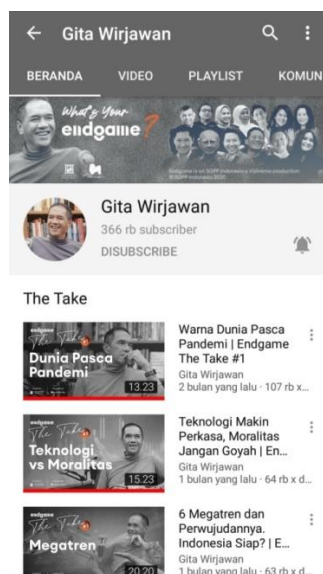 Gita Wirjawan
BERANDA VIDEO PLAYLIST KOMUN
What's Your
endgame?
Gita Wirjawan
366 rb subscriber
DISUBSCRIBE
The Take
endgame
The Take
Dunia Pasca
Pandemi
13.23
Warna Dunia Pasca
Pandemi | Endgame
The Take #1
Gita Wirjawan
2 bulan yang lalu · 107 rb x...
endgame
The Take
Teknologi
vs Moralitas
15.23
Teknologi Makin
Perkasa, Moralitas
Jangan Goyah | En...
Gita Wirjawan
1 bulan yang lalu · 64 rb x d...
endgame
The Take
Megatren
20.20
6 Megatren dan
Perwujudannya.
Indonesia Siap? | E...
Gita Wirjawan
1 bulan yang lalu · 63 rb x d...